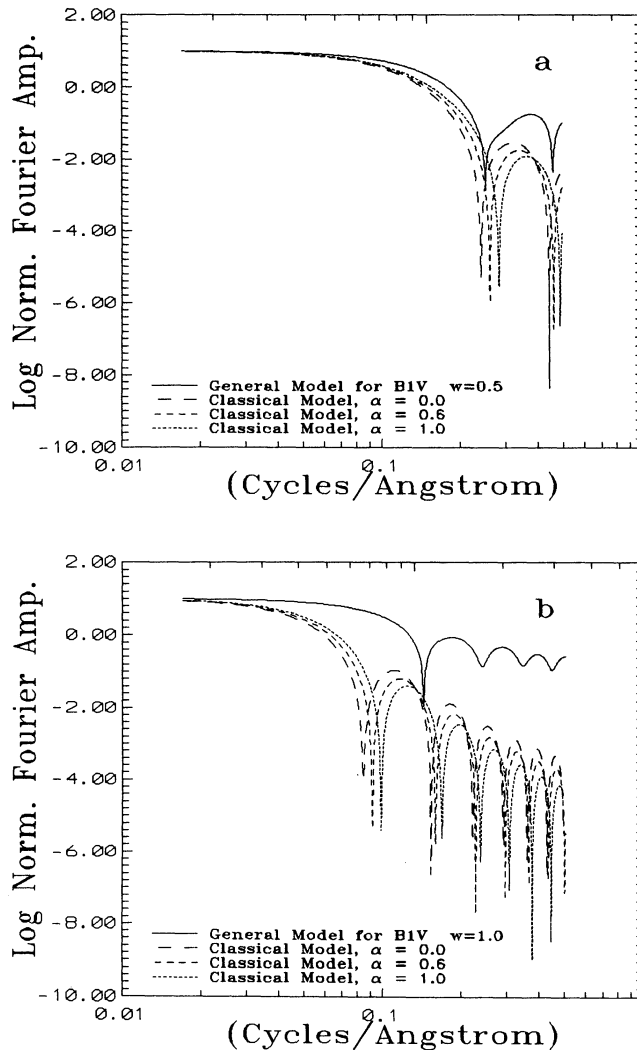 2.00
0.00
-2.00
-4.00
-6.00
-8.00
-10.00
Log Norm. Fourier Amp.
a
General Model for B1V w=0.5
Classical Model, α = 0.0
Classical Model, α = 0.6
Classical Model, α = 1.0
0.01
0.1
(Cycles/Angstrom)
2.00
0.00
-2.00
-4.00
-6.00
-8.00
-10.00
Log Norm. Fourier Amp.
b
General Model for B1V w=1.0
Classical Model, α = 0.0
Classical Model, α = 0.6
Classical Model, α = 1.0
0.01
0.1
(Cycles/Angstrom)